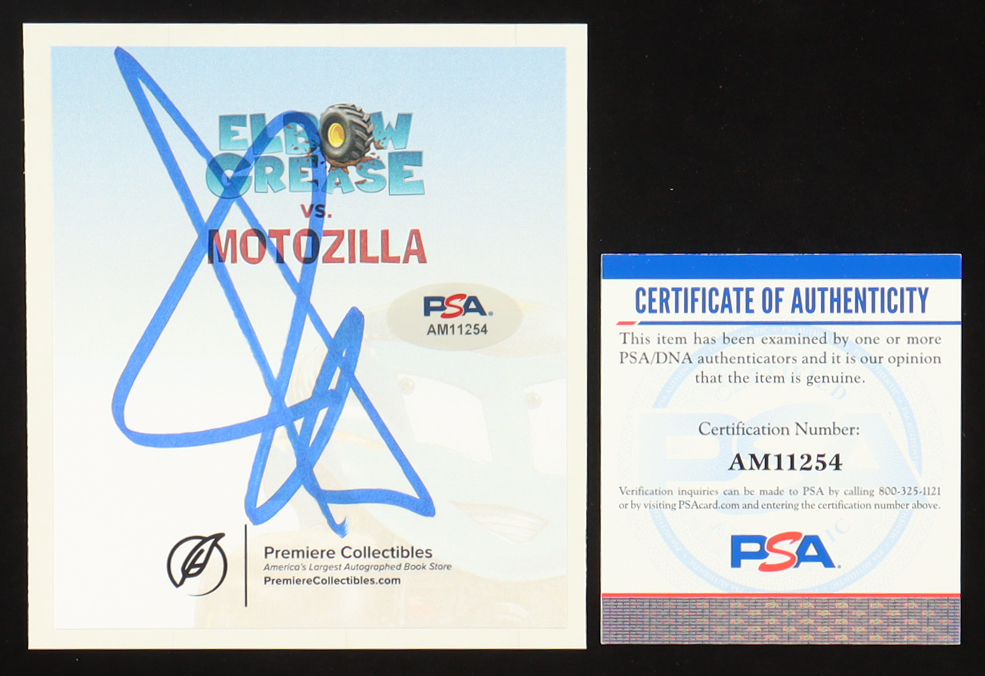 ELBOW
GREASE
VS.
MOTOZILLA
PSA.
AM11254
Premiere Collectibles
America's Largest Autographed Book Store
PremiereCollectibles.com
CERTIFICATE OF AUTHENTICITY
This item has been examined by one or more
PSA/DNA authenticators and it is our opinion
that the item is genuine.
Certification Number:
AM11254
Verification inquiries can be made to PSA by calling 800-325-1121
or by visiting PSAcard.com and entering the certification number above.
PSA.